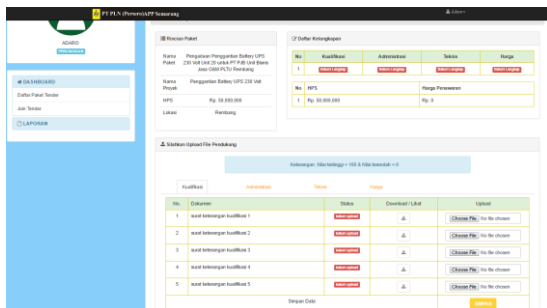 PT PLN (Persero)APP Semarang
Admin
ADARO
DASHBOARD
Daftar Paket Tender
Join Tender
LAPORAN
Rincian Paket
Nama Paket Pengadaan Penggantian Battery UPS 230 Volt Unit 20 untuk PT PJB Unit Bisnis Jasa O&M PLTU Rembang
Nama Proyek Penggantian Battery UPS 230 Volt
HPS Rp. 50,000,000
Lokasi Rembang
Daftar Kelengkapan
No Kualifikasi Administrasi Teknis Harga
1 Belum Lengkap Belum Lengkap Belum Lengkap Belum Lengkap
No HPS Harga Penawaran
1 Rp. 50,000,000 Rp. 0
Silahkan Upload File Pendukung
Keterangan: Nilai tertinggi = 100 & Nilai terendah = 0
Kualifikasi Administrasi Teknis Harga
No. Dokumen Status Download / Lihat Upload
1 surat keterangan kualifikasi 1 belum upload Choose File No file chosen
2 surat keterangan kualifikasi 2 belum upload Choose File No file chosen
3 surat keterangan kualifikasi 3 belum upload Choose File No file chosen
4 surat keterangan kualifikasi 4 belum upload Choose File No file chosen
5 surat keterangan kualifikasi 5 belum upload Choose File No file chosen
Simpan Data